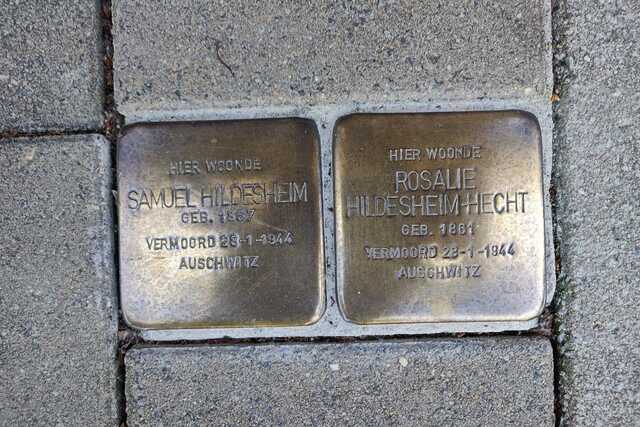 HIER WOONDE
SAMUEL HILDESHEIM
GEB. 1867
VERMOORD 28-1-1944
AUSCHWITZ
HIER WOONDE
ROSALIE
HILDESHEIM-HECHT
GEB. 1861
VERMOORD 28-1-1944
AUSCHWITZ